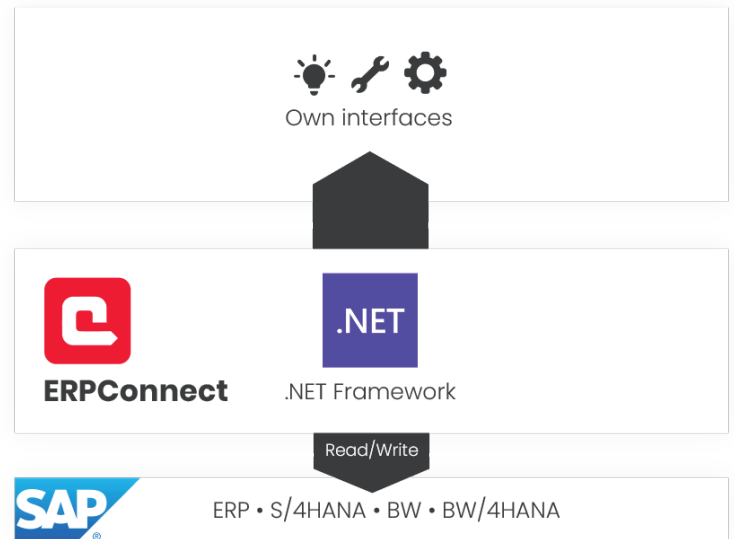 Own interfaces
.NET
ERPConnect
.NET Framework
Read/Write
SAP
®
ERP • S/4HANA • BW • BW/4HANA